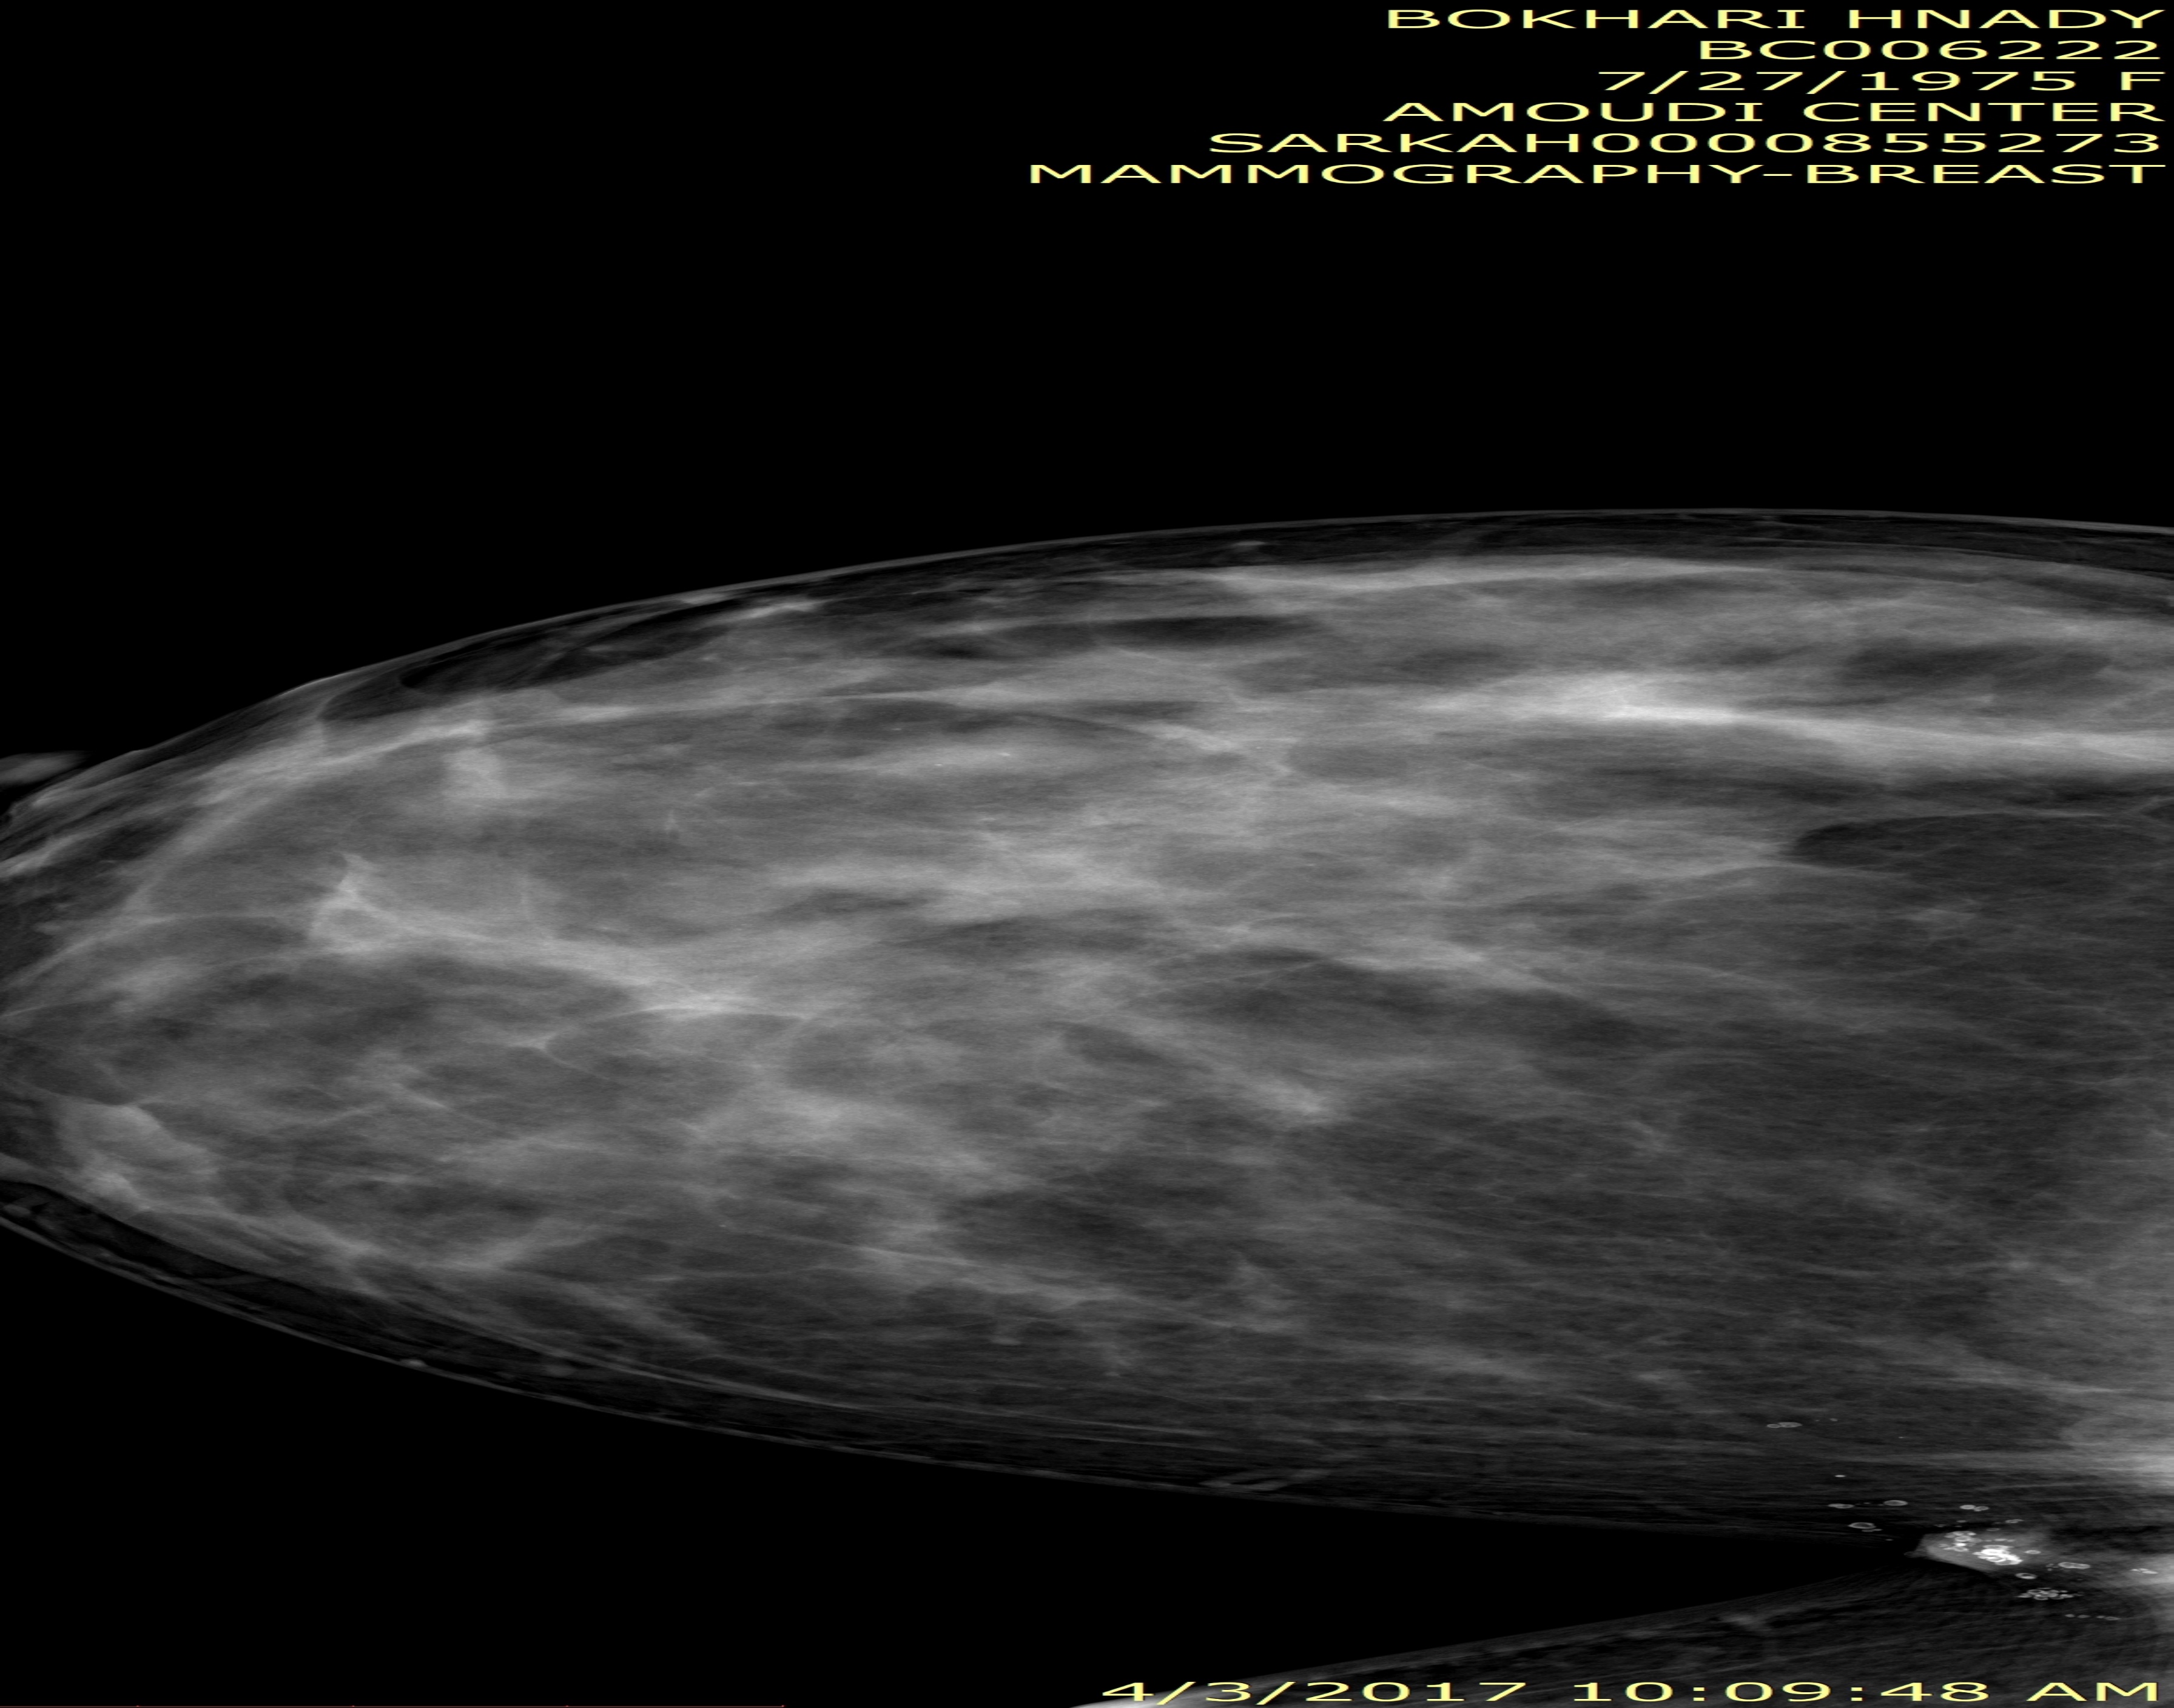 BOKHARI HNADY
BC006222
7/27/1975 F
AMOUDI CENTER
SARKAH0000855273
MAMMOGRAPHY-BREAST
4/3/2017 10:09:48 AM